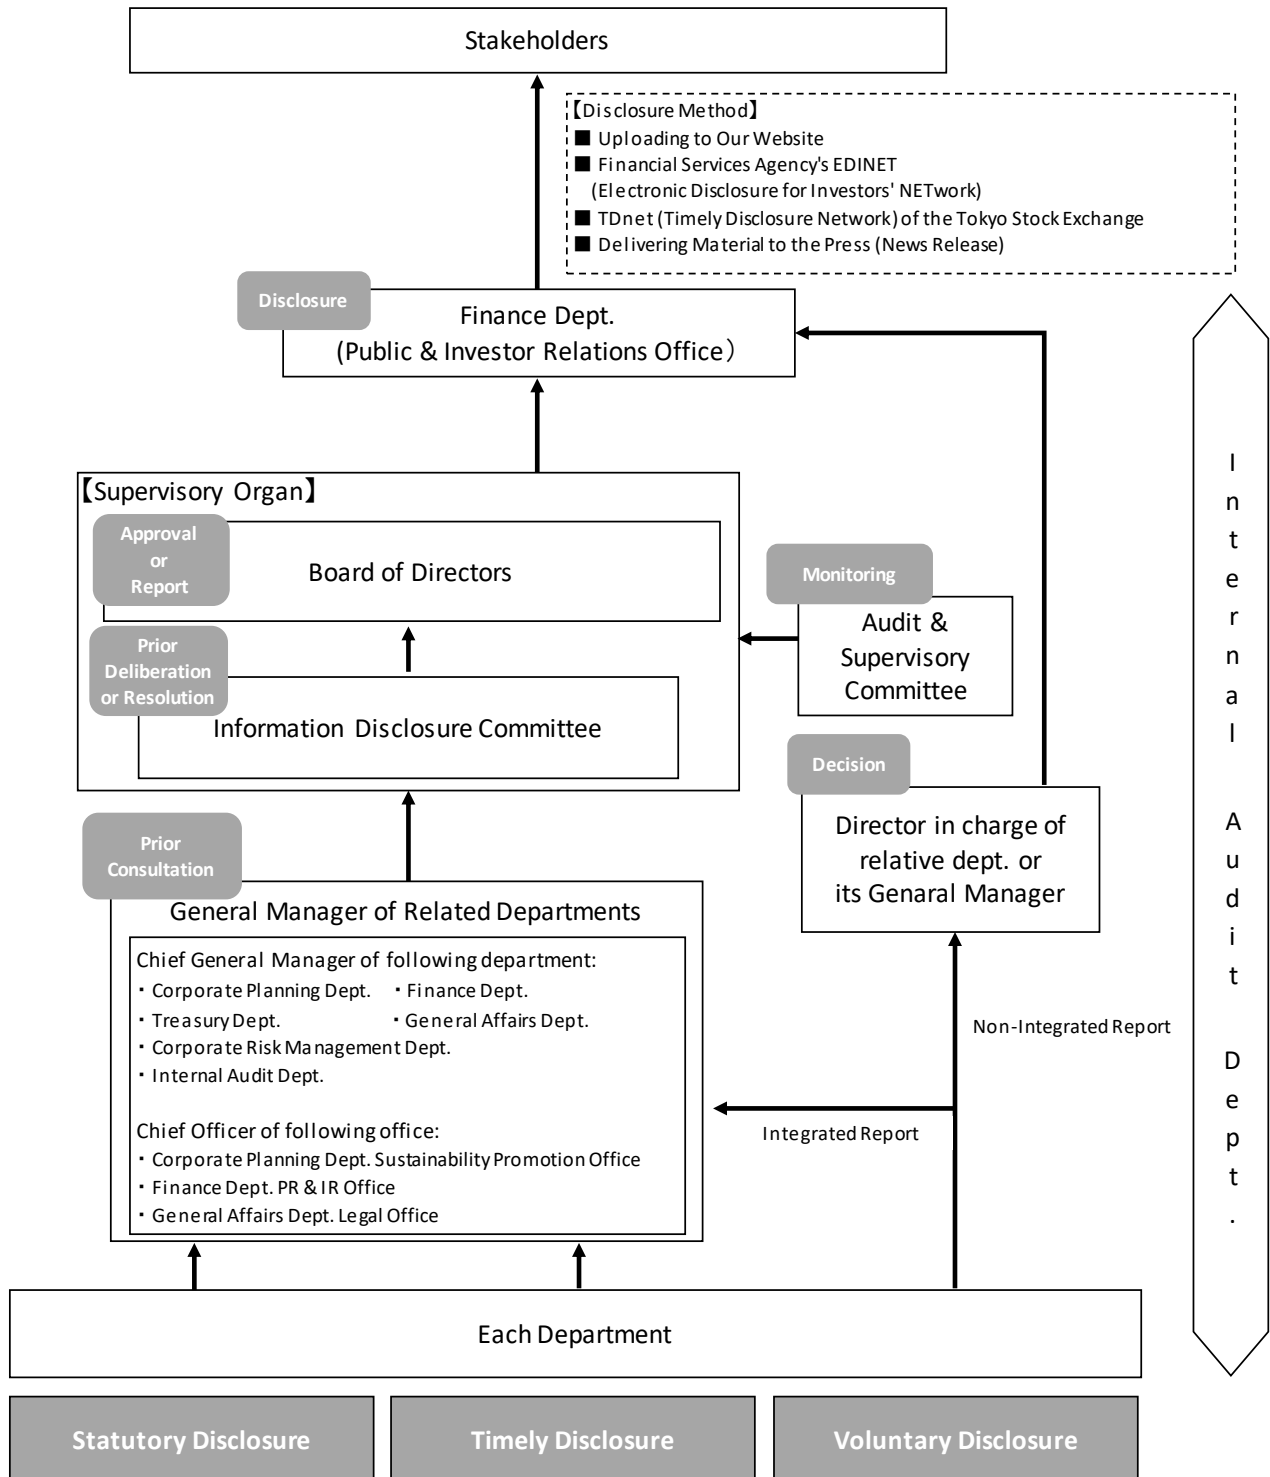 Stakeholders
【Disclosure Method】
■ Uploading to Our Website
■ Financial Services Agency's EDINET
(Electronic Disclosure for Investors' NETwork)
■ TDnet (Timely Disclosure Network) of the Tokyo Stock Exchange
■ Delivering Material to the Press (News Release)
Disclosure
Finance Dept.
(Public & Investor Relations Office）
【Supervisory Organ】
Approval
or
Report
Board of Directors
Monitoring
Audit &
Supervisory
Committee
Prior
Deliberation
or Resolution
Information Disclosure Committee
Decision
Director in charge of
relative dept. or
its Genaral Manager
Prior
Consultation
General Manager of Related Departments
Chief General Manager of following department:
・Corporate Planning Dept. ・Finance Dept.
・Treasury Dept. ・General Affairs Dept.
・Corporate Risk Management Dept.
・Internal Audit Dept.
Chief Officer of following office:
・Corporate Planning Dept. Sustainability Promotion Office
・Finance Dept. PR & IR Office
・General Affairs Dept. Legal Office
Non-Integrated Report
Integrated Report
Internal Audit Dept.
Each Department
Statutory Disclosure
Timely Disclosure
Voluntary Disclosure